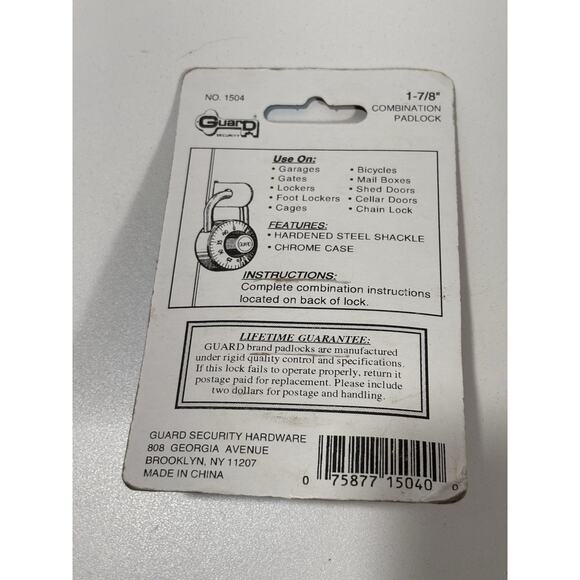 NO. 1504
1-7/8"
COMBINATION
PADLOCK
GUARD
SECURITY
Use On:
• Garages
• Gates
• Lockers
• Foot Lockers
• Cages
• Bicycles
• Mail Boxes
• Shed Doors
• Cellar Doors
• Chain Lock
FEATURES:
• HARDENED STEEL SHACKLE
• CHROME CASE
INSTRUCTIONS:
Complete combination instructions
located on back of lock.
LIFETIME GUARANTEE:
GUARD brand padlocks are manufactured
under rigid quality control and specifications.
If this lock fails to operate properly, return it
postage paid for replacement. Please include
two dollars for postage and handling.
GUARD SECURITY HARDWARE
808 GEORGIA AVENUE
BROOKLYN, NY 11207
MADE IN CHINA
0 75877 15040 0